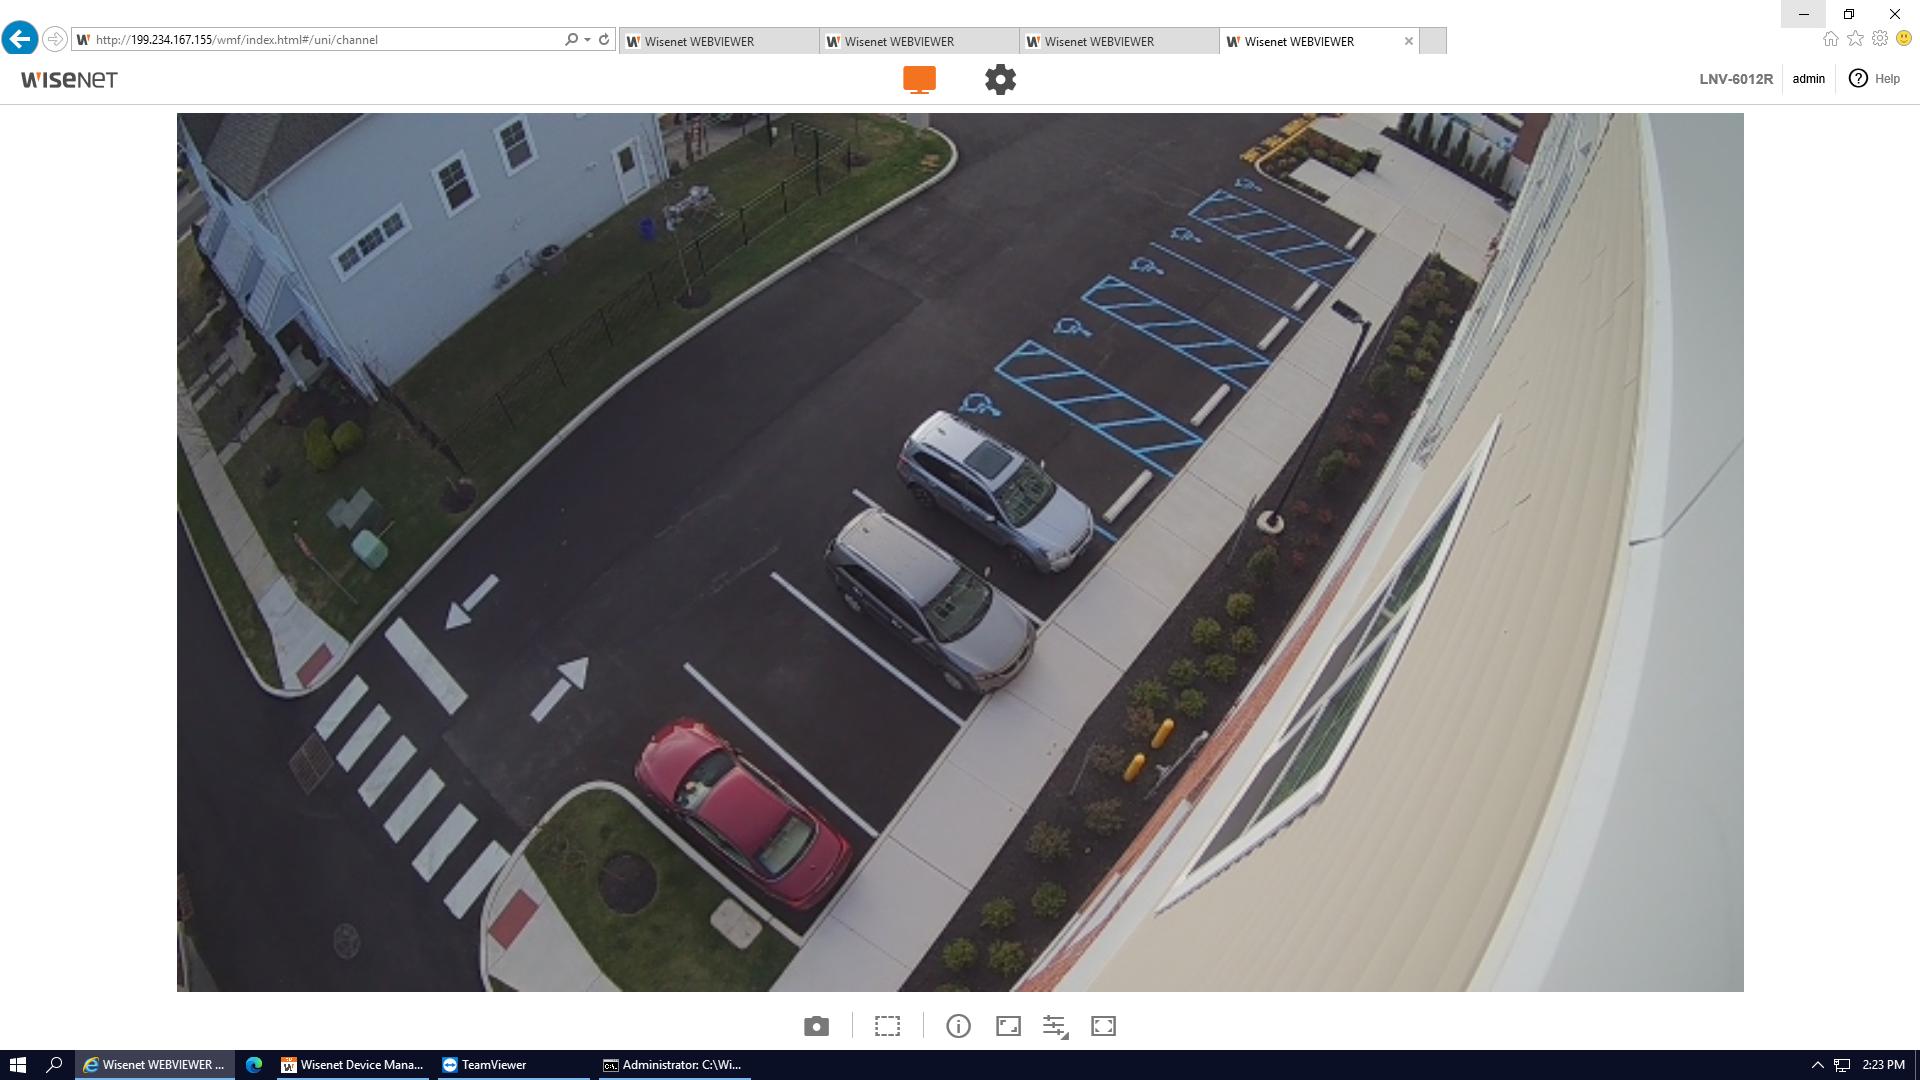 http://199.234.167.155/wmf/index.html#/uni/channel
Wisenet WEBVIEWER
Wisenet WEBVIEWER
Wisenet WEBVIEWER
Wisenet WEBVIEWER
WISENET
LNV-6012R
admin
Help
Wisenet WEBVIEWER ...
Wisenet Device Mana...
TeamViewer
Administrator: C:\Wi...
2:23 PM